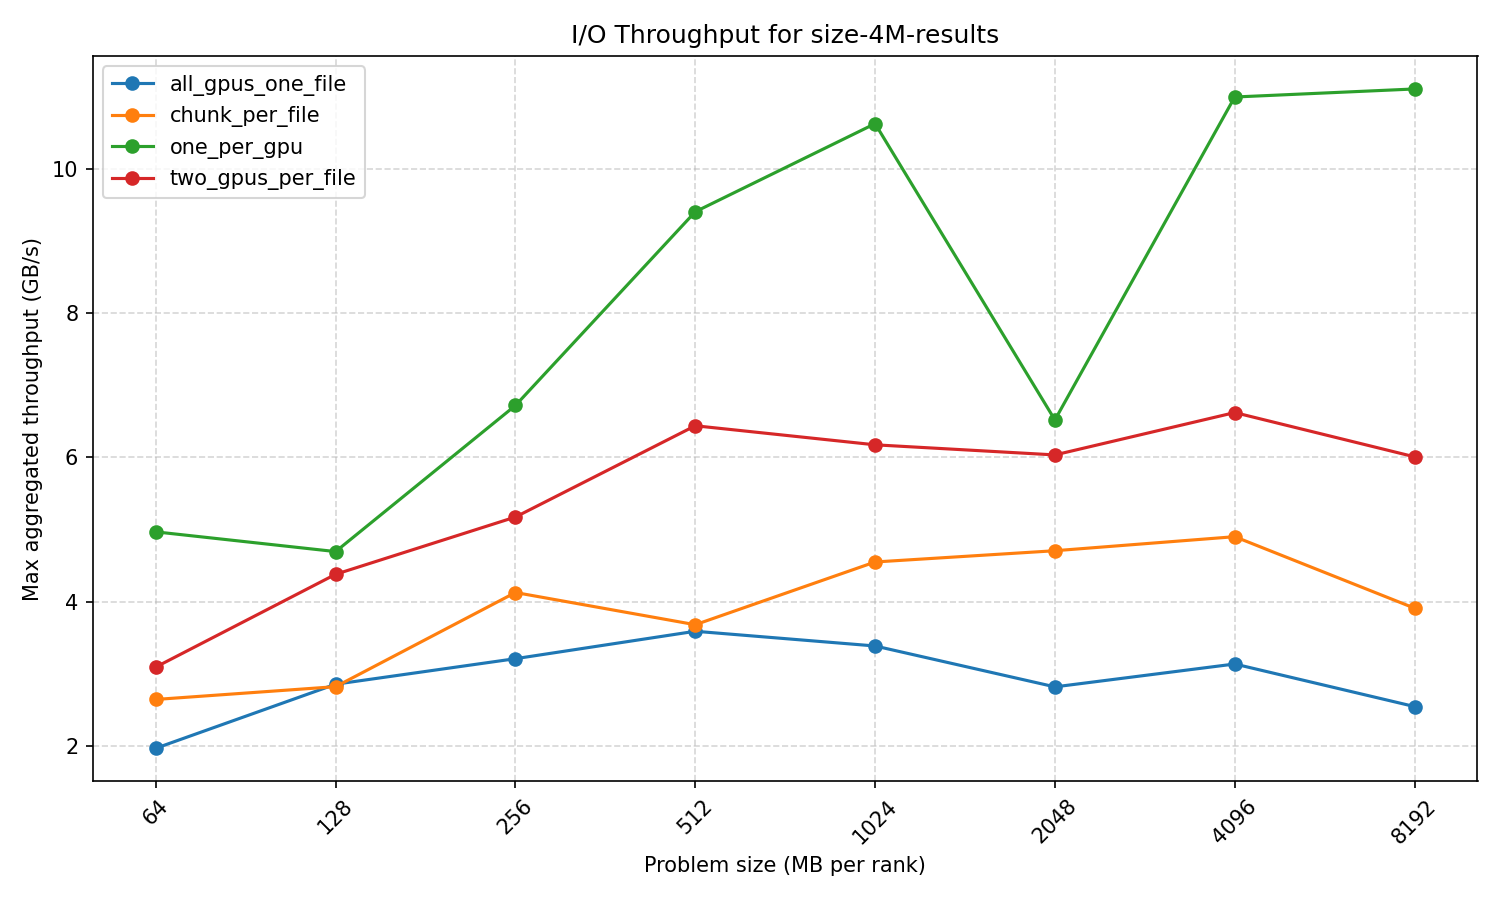 I/O Throughput for size-4M-results
all_gpus_one_file
chunk_per_file
one_per_gpu
two_gpus_per_file
Max aggregated throughput (GB/s)
10
8
6
4
2
64
128
256
512
1024
2048
4096
8192
Problem size (MB per rank)